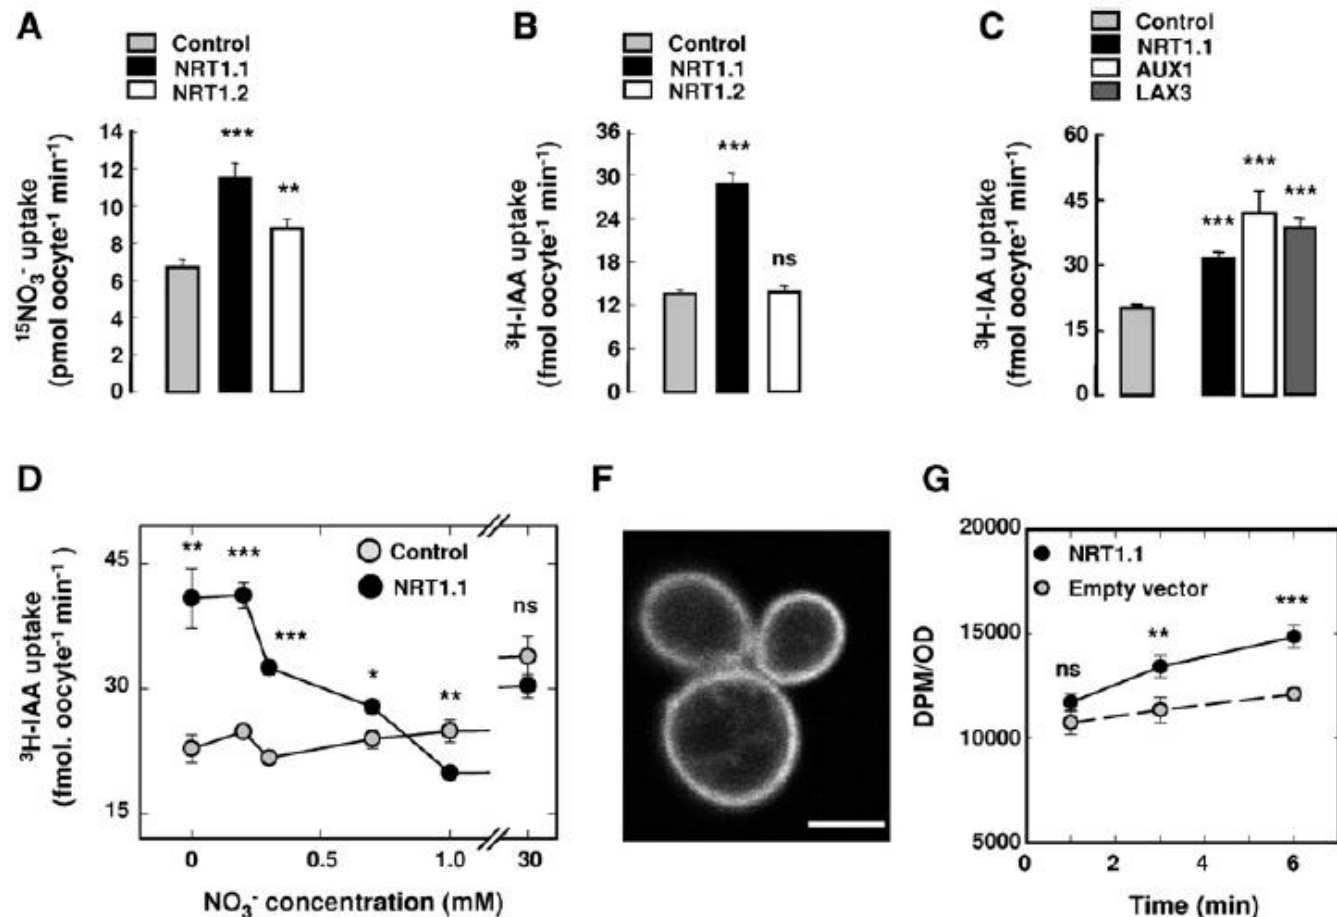 A
Control
NRT1.1
NRT1.2
¹⁵NO₃⁻ uptake
(pmol oocyte⁻¹ min⁻¹)
14
12
10
8
6
4
2
0
***
**
B
Control
NRT1.1
NRT1.2
³H-IAA uptake
(fmol oocyte⁻¹ min⁻¹)
36
30
24
18
12
6
0
***
ns
C
Control
NRT1.1
AUX1
LAX3
³H-IAA uptake
(fmol oocyte⁻¹ min⁻¹)
60
45
30
15
0
***
***
***
D
³H-IAA uptake
(fmol. oocyte⁻¹ min⁻¹)
45
30
15
** *** *** * ** ns
Control
NRT1.1
0 0.5 1.0 30
NO₃⁻ concentration (mM)
F
G
DPM/OD
20000
15000
10000
5000
NRT1.1
Empty vector
ns ** ***
0 2 4 6
Time (min)